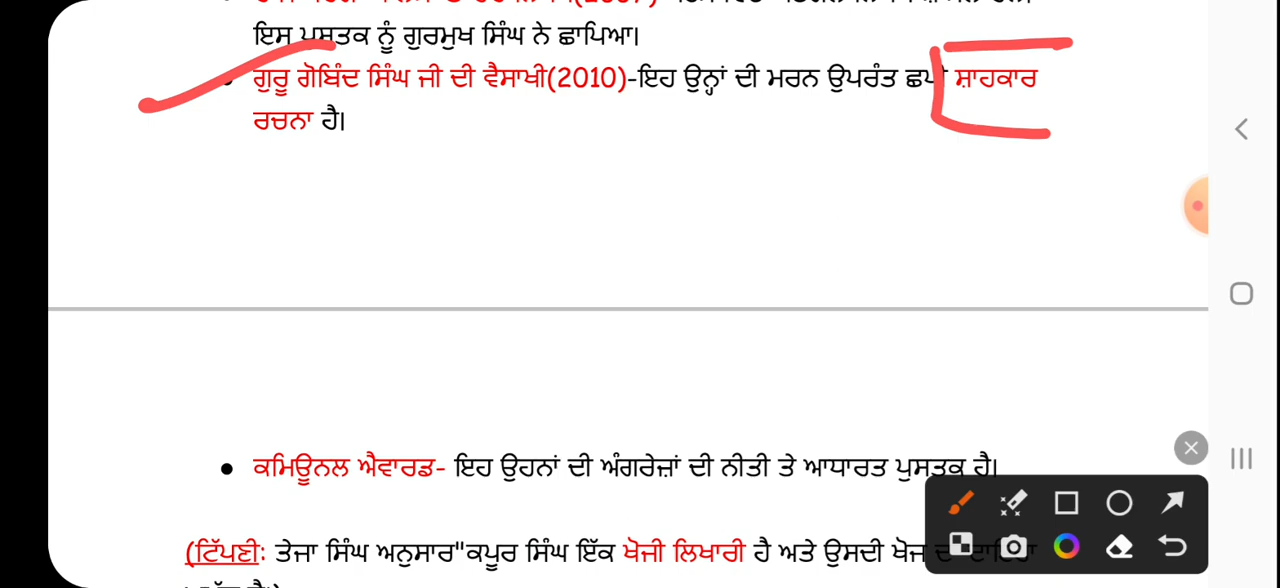 ਇਸ ਪੁਸਤਕ ਨੂੰ ਗੁਰਮੁਖ ਸਿੰਘ ਨੇ ਛਾਪਿਆ।
ਗੁਰੂ ਗੋਬਿੰਦ ਸਿੰਘ ਜੀ ਦੀ ਵੈਸਾਖੀ(2010)-ਇਹ ਉਨ੍ਹਾਂ ਦੀ ਮਰਨ ਉਪਰੰਤ ਛਪੀ ਸ਼ਾਹਕਾਰ
ਰਚਨਾ ਹੈ।
● ਕਮਿਊਨਲ ਐਵਾਰਡ- ਇਹ ਉਹਨਾਂ ਦੀ ਅੰਗਰੇਜ਼ਾਂ ਦੀ ਨੀਤੀ ਤੇ ਆਧਾਰਤ ਪੁਸਤਕ ਹੈ।
(ਟਿੱਪਣੀ: ਤੇਜਾ ਸਿੰਘ ਅਨੁਸਾਰ"ਕਪੂਰ ਸਿੰਘ ਇੱਕ ਖੋਜੀ ਲਿਖਾਰੀ ਹੈ ਅਤੇ ਉਸਦੀ ਖੋਜ